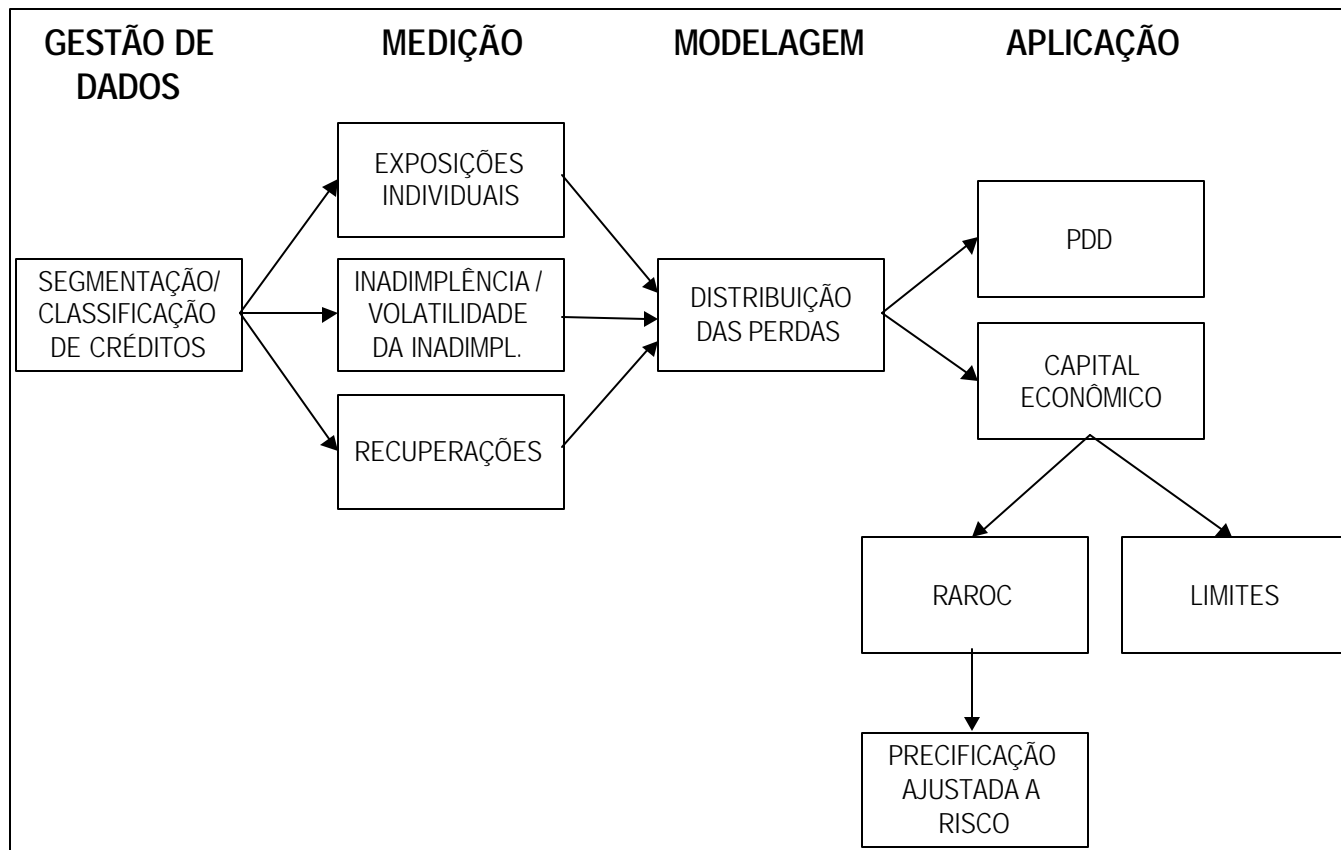 GESTÃO DE
DADOS
MEDIÇÃO
MODELAGEM
APLICAÇÃO
SEGMENTAÇÃO/
CLASSIFICAÇÃO
DE CRÉDITOS
EXPOSIÇÕES
INDIVIDUAIS
INADIMPLÊNCIA /
VOLATILIDADE
DA INADIMPL.
RECUPERAÇÕES
DISTRIBUIÇÃO
DAS PERDAS
PDD
CAPITAL
ECONÔMICO
RAROC
LIMITES
PRECIFICAÇÃO
AJUSTADA A
RISCO